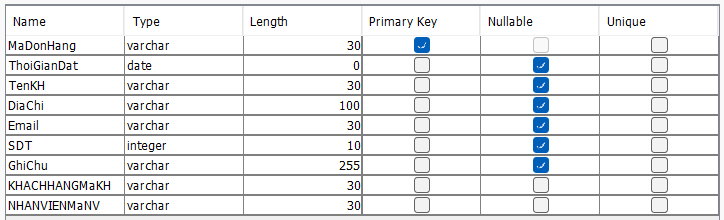 Name Type Length Primary Key Nullable Unique
MaDonHang varchar 30
ThoiGianDat date 0
TenKH varchar 30
DiaChi varchar 100
Email varchar 30
SDT integer 10
GhiChu varchar 255
KHACHHANGMaKH varchar 30
NHANVIENMaNV varchar 30